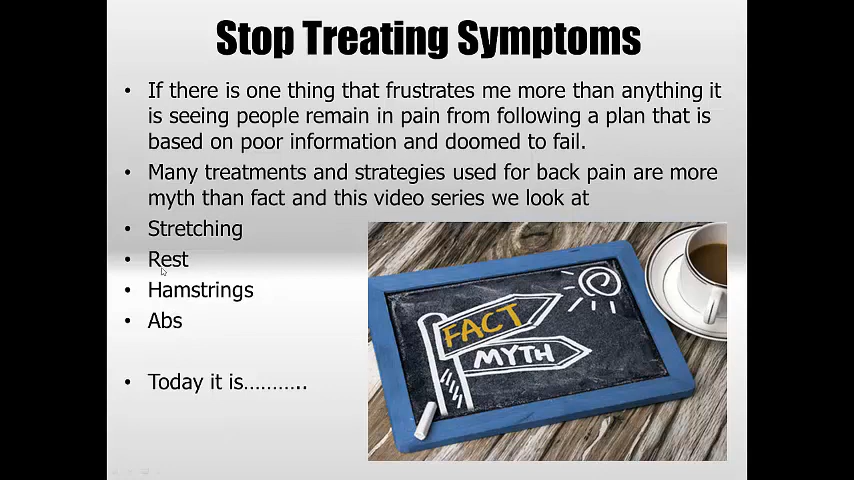 Stop Treating Symptoms
• If there is one thing that frustrates me more than anything it
is seeing people remain in pain from following a plan that is
based on poor information and doomed to fail.
• Many treatments and strategies used for back pain are more
myth than fact and this video series we look at
• Stretching
• Rest
• Hamstrings
• Abs
• Today it is………..
FACT
MYTH